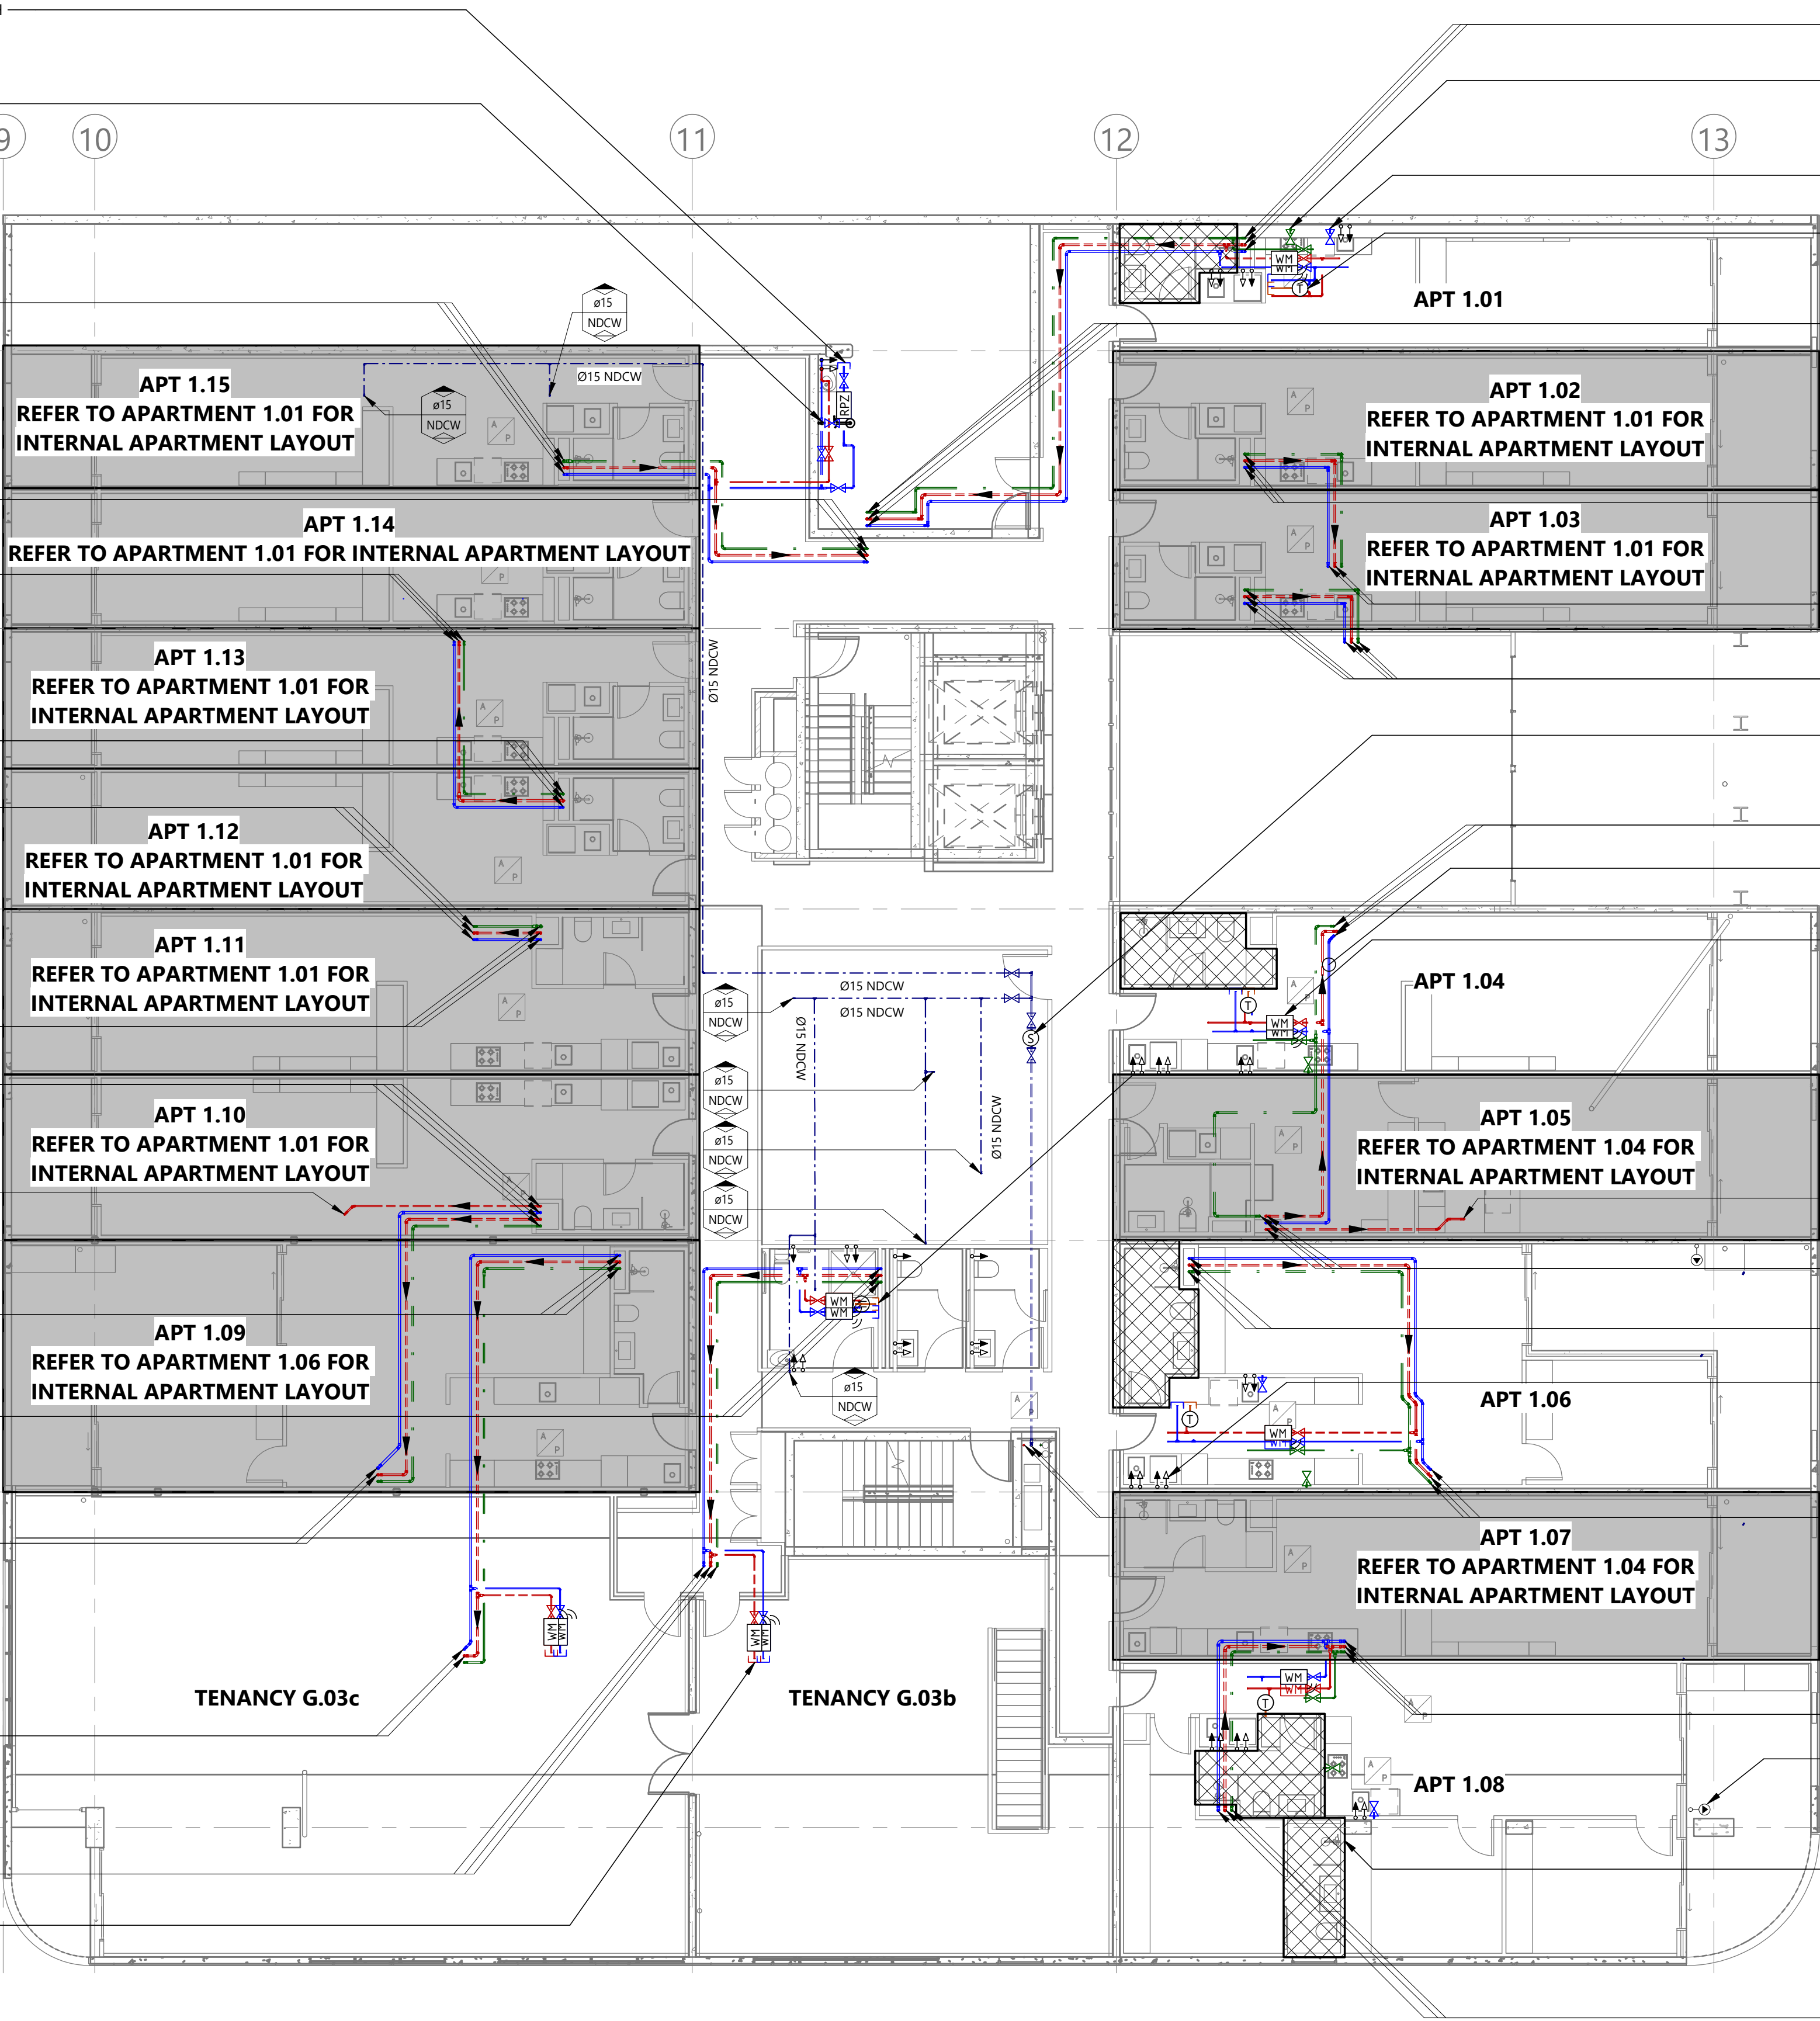 9
10
11
12
13
WM
WM
T
APT 1.01
ø15
NDCW
Ø15 NDCW
APT 1.15
REFER TO APARTMENT 1.01 FOR
INTERNAL APARTMENT LAYOUT
ø15
NDCW
A
P
RPZ
APT 1.02
REFER TO APARTMENT 1.01 FOR
INTERNAL APARTMENT LAYOUT
A
P
APT 1.14
REFER TO APARTMENT 1.01 FOR INTERNAL APARTMENT LAYOUT
P
APT 1.03
REFER TO APARTMENT 1.01 FOR
INTERNAL APARTMENT LAYOUT
A
P
APT 1.13
REFER TO APARTMENT 1.01 FOR
INTERNAL APARTMENT LAYOUT
A
P
Ø15 NDCW
APT 1.12
REFER TO APARTMENT 1.01 FOR
INTERNAL APARTMENT LAYOUT
A
P
APT 1.11
REFER TO APARTMENT 1.01 FOR
INTERNAL APARTMENT LAYOUT
A
P
ø15
NDCW
Ø15 NDCW
Ø15 NDCW
Ø15 NDCW
S
APT 1.04
A
P
T
WM
WM
ø15
NDCW
Ø15 NDCW
APT 1.10
REFER TO APARTMENT 1.01 FOR
INTERNAL APARTMENT LAYOUT
A
P
ø15
NDCW
ø15
NDCW
APT 1.05
REFER TO APARTMENT 1.04 FOR
INTERNAL APARTMENT LAYOUT
A
P
APT 1.09
REFER TO APARTMENT 1.06 FOR
INTERNAL APARTMENT LAYOUT
A
P
WM
WM
ø15
NDCW
A
P
APT 1.06
T
A
P
WM
WM
APT 1.07
REFER TO APARTMENT 1.04 FOR
INTERNAL APARTMENT LAYOUT
A
P
WM
WM
WM
WM
TENANCY G.03c
TENANCY G.03b
WM
WM
T
A
P
A
P
APT 1.08